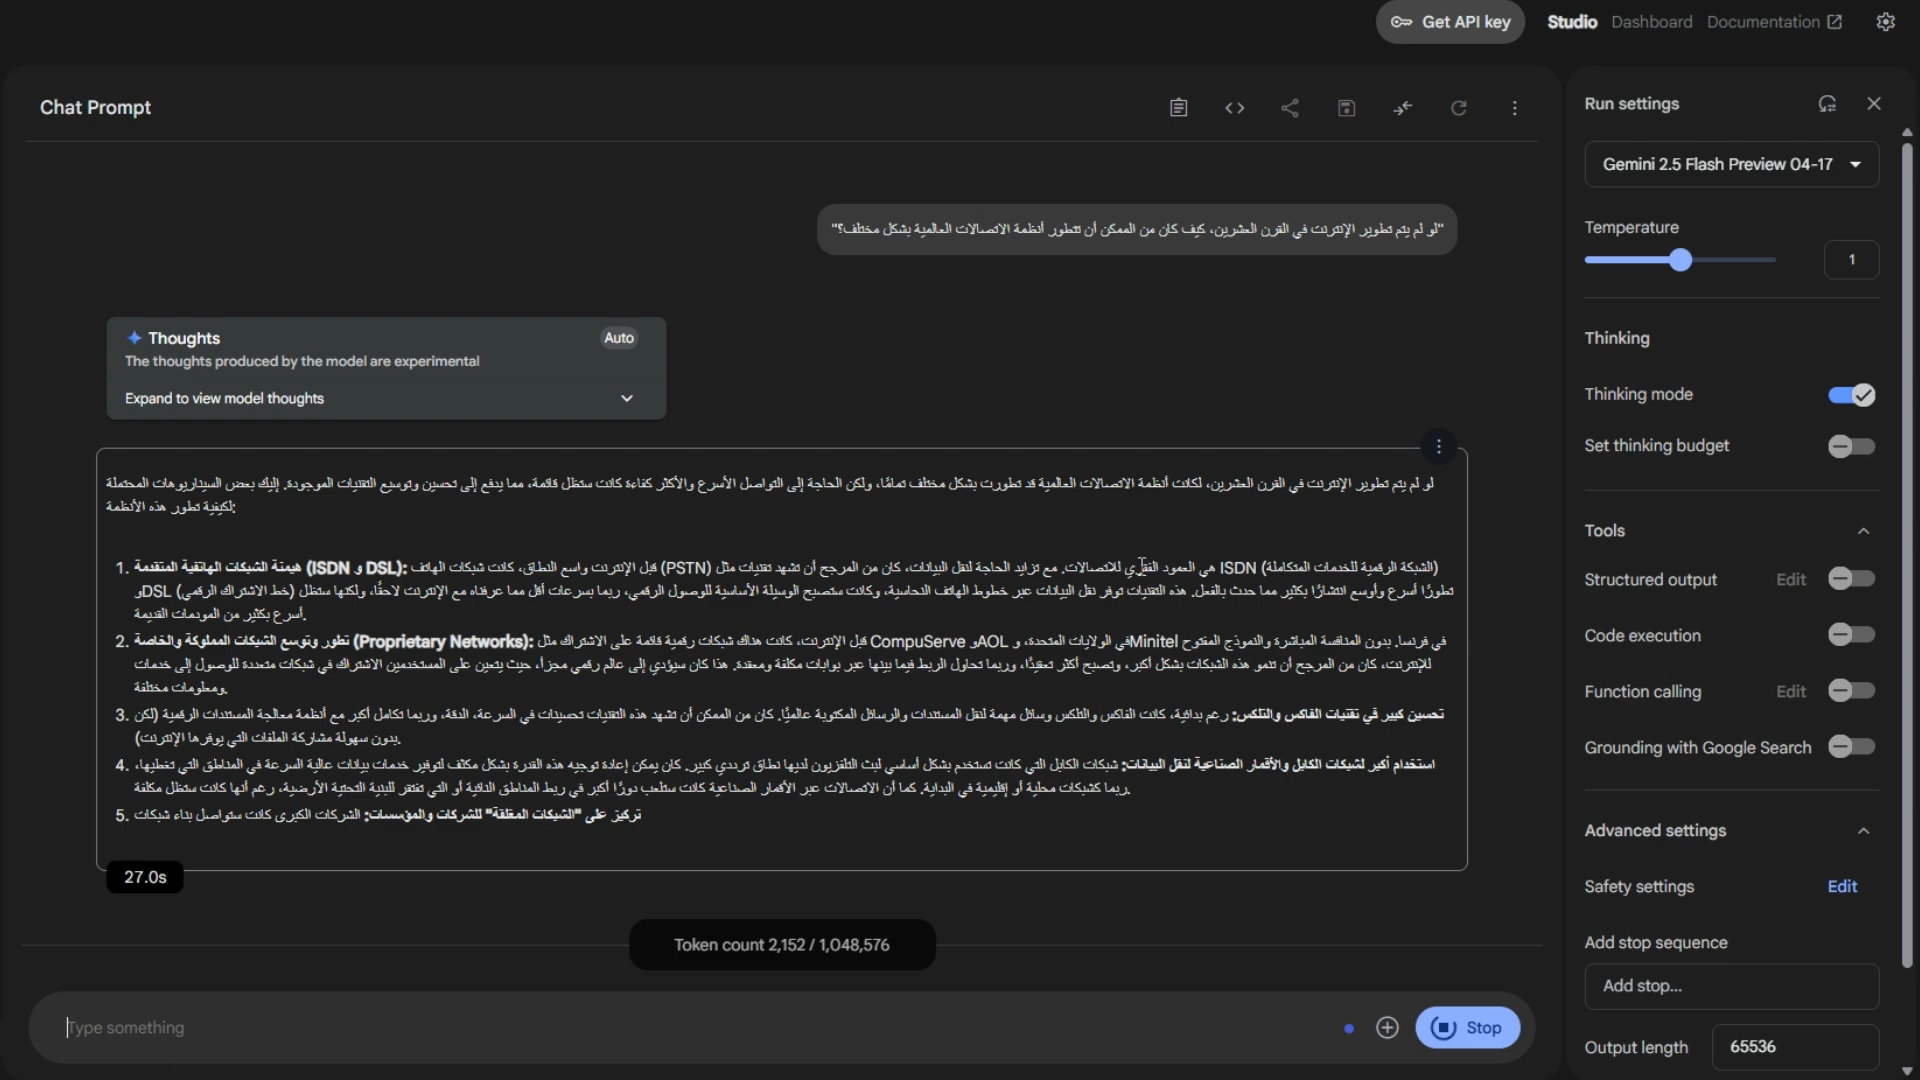 Get API key
Studio
Dashboard
Documentation
Chat Prompt
"لو لم يتم تطوير الإنترنت في القرن العشرين، كيف كان من الممكن أن تتطور أنظمة الاتصالات العالمية بشكل مختلف؟"
Thoughts
Auto
The thoughts produced by the model are experimental
Expand to view model thoughts
لو لم يتم تطوير الإنترنت في القرن العشرين، لكانت أنظمة الاتصالات العالمية قد تطورت بشكل مختلف تمامًا، ولكن الحاجة إلى التواصل الأسرع والأكثر كفاءة كانت ستظل قائمة، مما يدفع إلى تحسين وتوسيع التقنيات الموجودة. إليك بعض السيناريوهات المحتملة
لكيفية تطور هذه الأنظمة:
1. هيمنة الشبكات الهاتفية المتقدمة (ISDN و DSL): قبل الإنترنت واسع النطاق، كانت شبكات الهاتف (PSTN) هي العمود الفقري للاتصالات. مع تزايد الحاجة لنقل البيانات، كان من المرجح أن تشهد تقنيات مثل ISDN (الشبكة الرقمية للخدمات المتكاملة)
وDSL (خط الاشتراك الرقمي) تطورًا أسرع وأوسع انتشارًا بكثير مما حدث بالفعل. هذه التقنيات توفر نقل البيانات عبر خطوط الهاتف النحاسية، وكانت ستصبح الوسيلة الأساسية للوصول الرقمي، ربما بسرعات أقل مما عرفناه مع الإنترنت لاحقًا، ولكنها ستظل
أسرع بكثير من المودمات القديمة.
2. تطور وتوسع الشبكات المملوكة والخاصة (Proprietary Networks): قبل الإنترنت، كانت هناك شبكات رقمية قائمة على الاشتراك مثل CompuServe وAOL في الولايات المتحدة، و Minitel في فرنسا. بدون المنافسة المباشرة والنموذج المفتوح
للإنترنت، كان من المرجح أن تنمو هذه الشبكات بشكل أكبر، وتصبح أكثر تعقيدًا، وربما تحاول الربط فيما بينها عبر بوابات مكلفة ومعقدة. هذا كان سيؤدي إلى عالم رقمي مجزأ، حيث يتعين على المستخدمين الاشتراك في شبكات متعددة للوصول إلى خدمات
ومعلومات مختلفة.
3. تحسين كبير في تقنيات الفاكس والتلكس: رغم بدائية، كانت الفاكس والتلكس وسائل مهمة لنقل المستندات والرسائل المكتوبة عالميًا. كان من الممكن أن تشهد هذه التقنيات تحسينات في السرعة، الدقة، وربما تكامل أكبر مع أنظمة معالجة المستندات الرقمية (لكن
بدون سهولة مشاركة الملفات التي يوفرها الإنترنت).
4. استخدام أكبر لشبكات الكابل والأقمار الصناعية لنقل البيانات: شبكات الكابل التي كانت تستخدم بشكل أساسي لبث التلفزيون لديها نطاق ترددي كبير. كان يمكن إعادة توجيه هذه القدرة بشكل مكثف لتوفير خدمات بيانات عالية السرعة في المناطق التي تغطيها،
ربما كشبكات محلية أو إقليمية في البداية. كما أن الاتصالات عبر الأقمار الصناعية كانت ستلعب دورًا أكبر في ربط المناطق النائية أو التي تفتقر للبنية التحتية الأرضية، رغم أنها كانت ستظل مكلفة.
5. تركيز على "الشبكات المغلقة" للشركات والمؤسسات: الشركات الكبرى كانت ستواصل بناء شبكات
27.0s
Token count 2,152 / 1,048,576
Type something
Stop
Run settings
Gemini 2.5 Flash Preview 04-17
Temperature
1
Thinking
Thinking mode
Set thinking budget
Tools
Structured output Edit
Code execution
Function calling Edit
Grounding with Google Search
Advanced settings
Safety settings Edit
Add stop sequence
Add stop...
Output length 65536